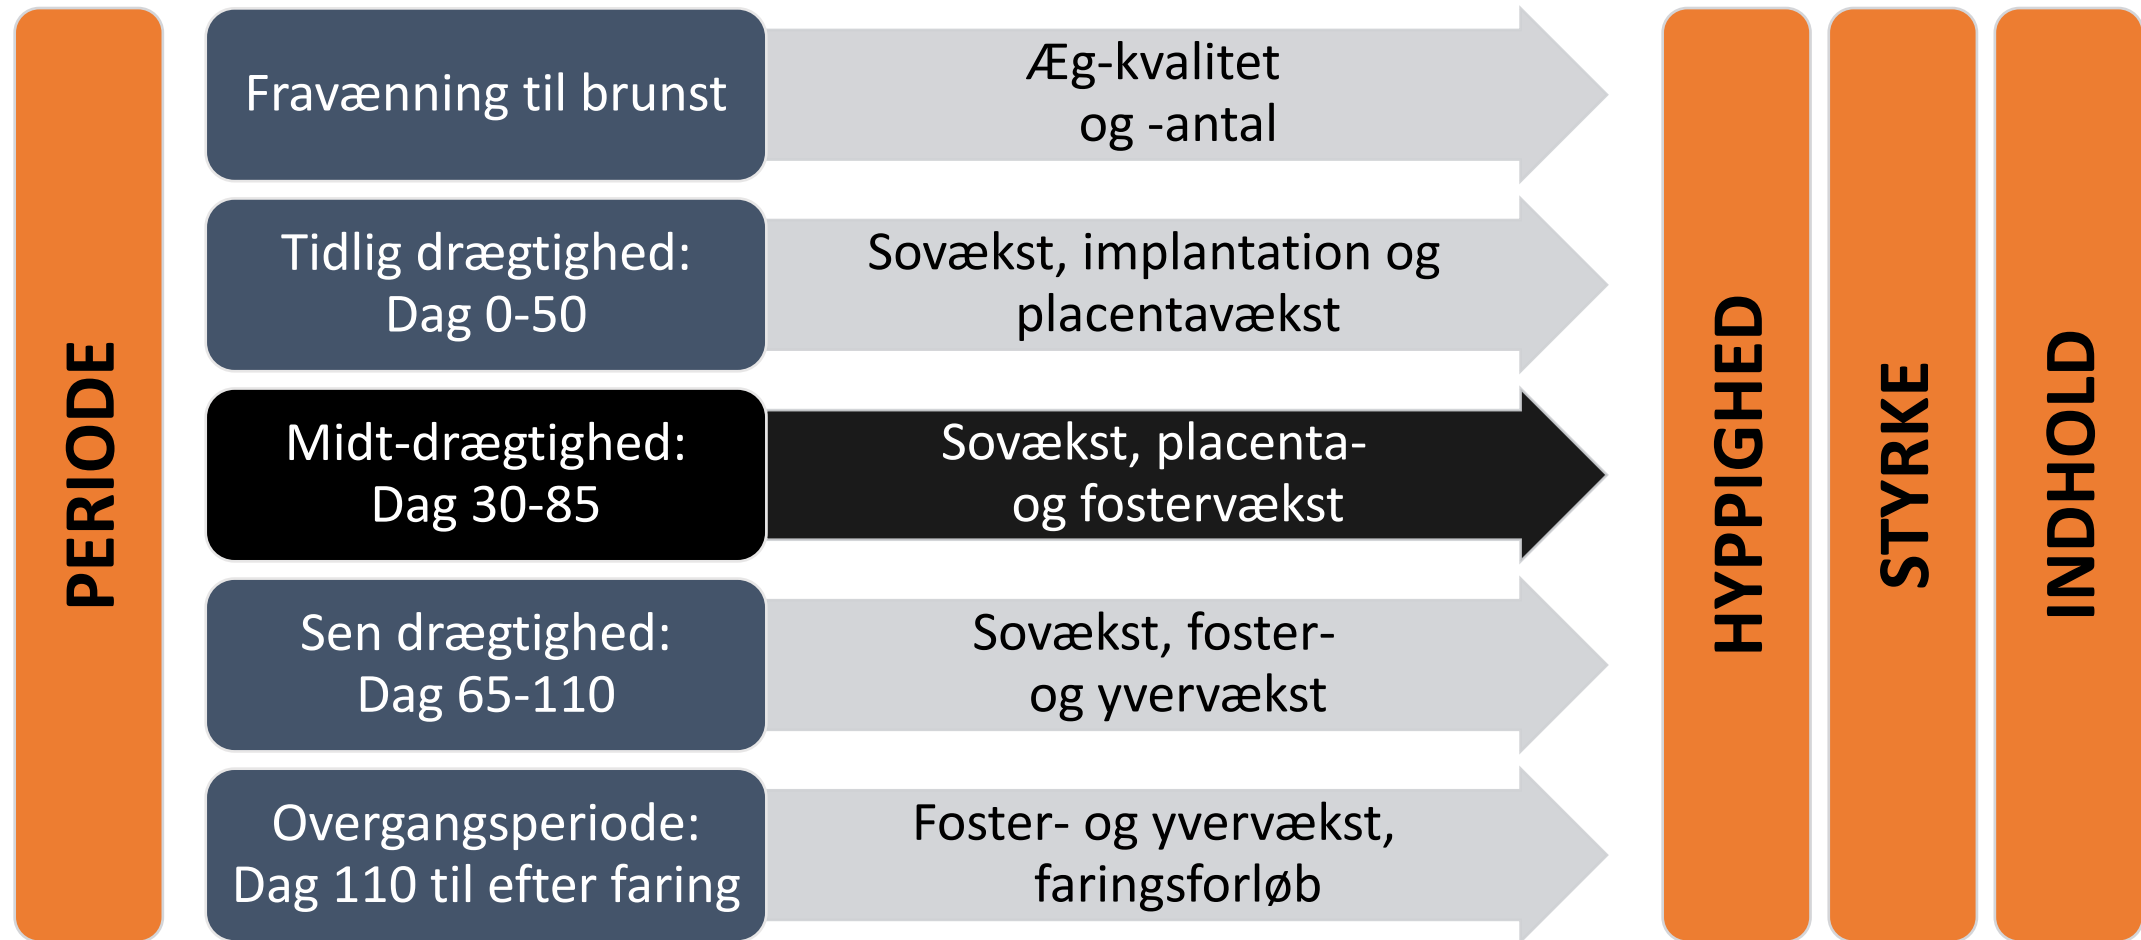 PERIODE
Fravænning til brunst
Æg-kvalitet
og -antal
Tidlig drægtighed:
Dag 0-50
Sovækst, implantation og
placentavækst
Midt-drægtighed:
Dag 30-85
Sovækst, placenta-
og fostervækst
Sen drægtighed:
Dag 65-110
Sovækst, foster-
og yvervækst
Overgangsperiode:
Dag 110 til efter faring
Foster- og yvervækst,
faringsforløb
HYPPIGHED
STYRKE
INDHOLD